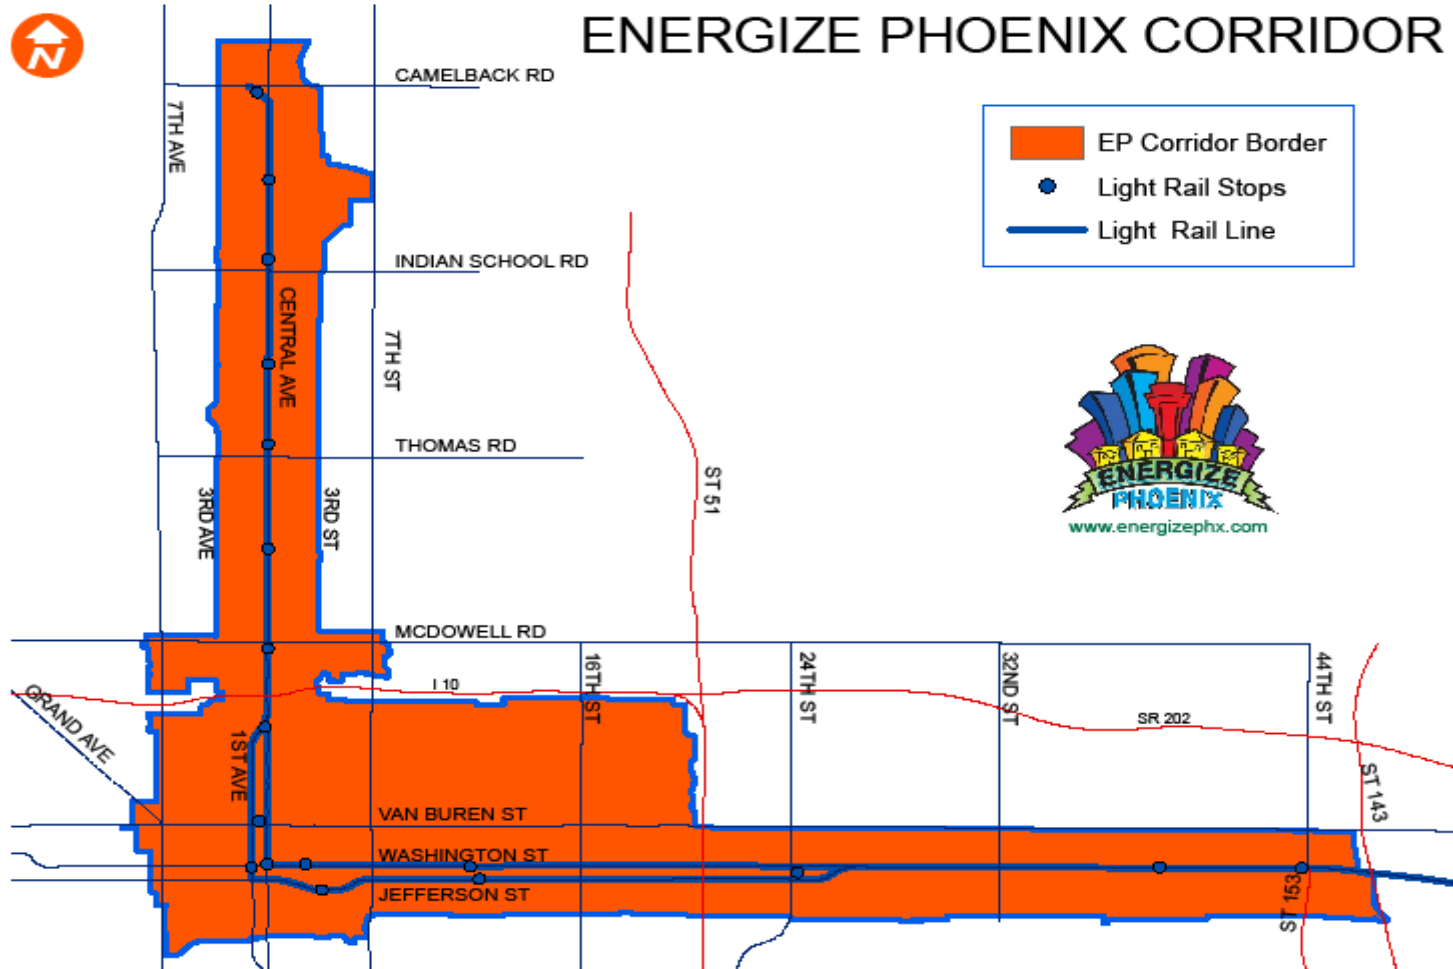 ENERGIZE PHOENIX CORRIDOR
N
CAMELBACK RD
7TH AVE
EP Corridor Border
Light Rail Stops
Light Rail Line
INDIAN SCHOOL RD
CENTRAL AVE
7TH ST
THOMAS RD
3RD AVE
3RD ST
ST 51
ENERGIZE
PHOENIX
www.energizephx.com
MCDOWELL RD
16TH ST
24TH ST
32ND ST
44TH ST
I 10
SR 202
GRAND AVE
1ST AVE
ST 143
VAN BUREN ST
WASHINGTON ST
JEFFERSON ST
ST 153